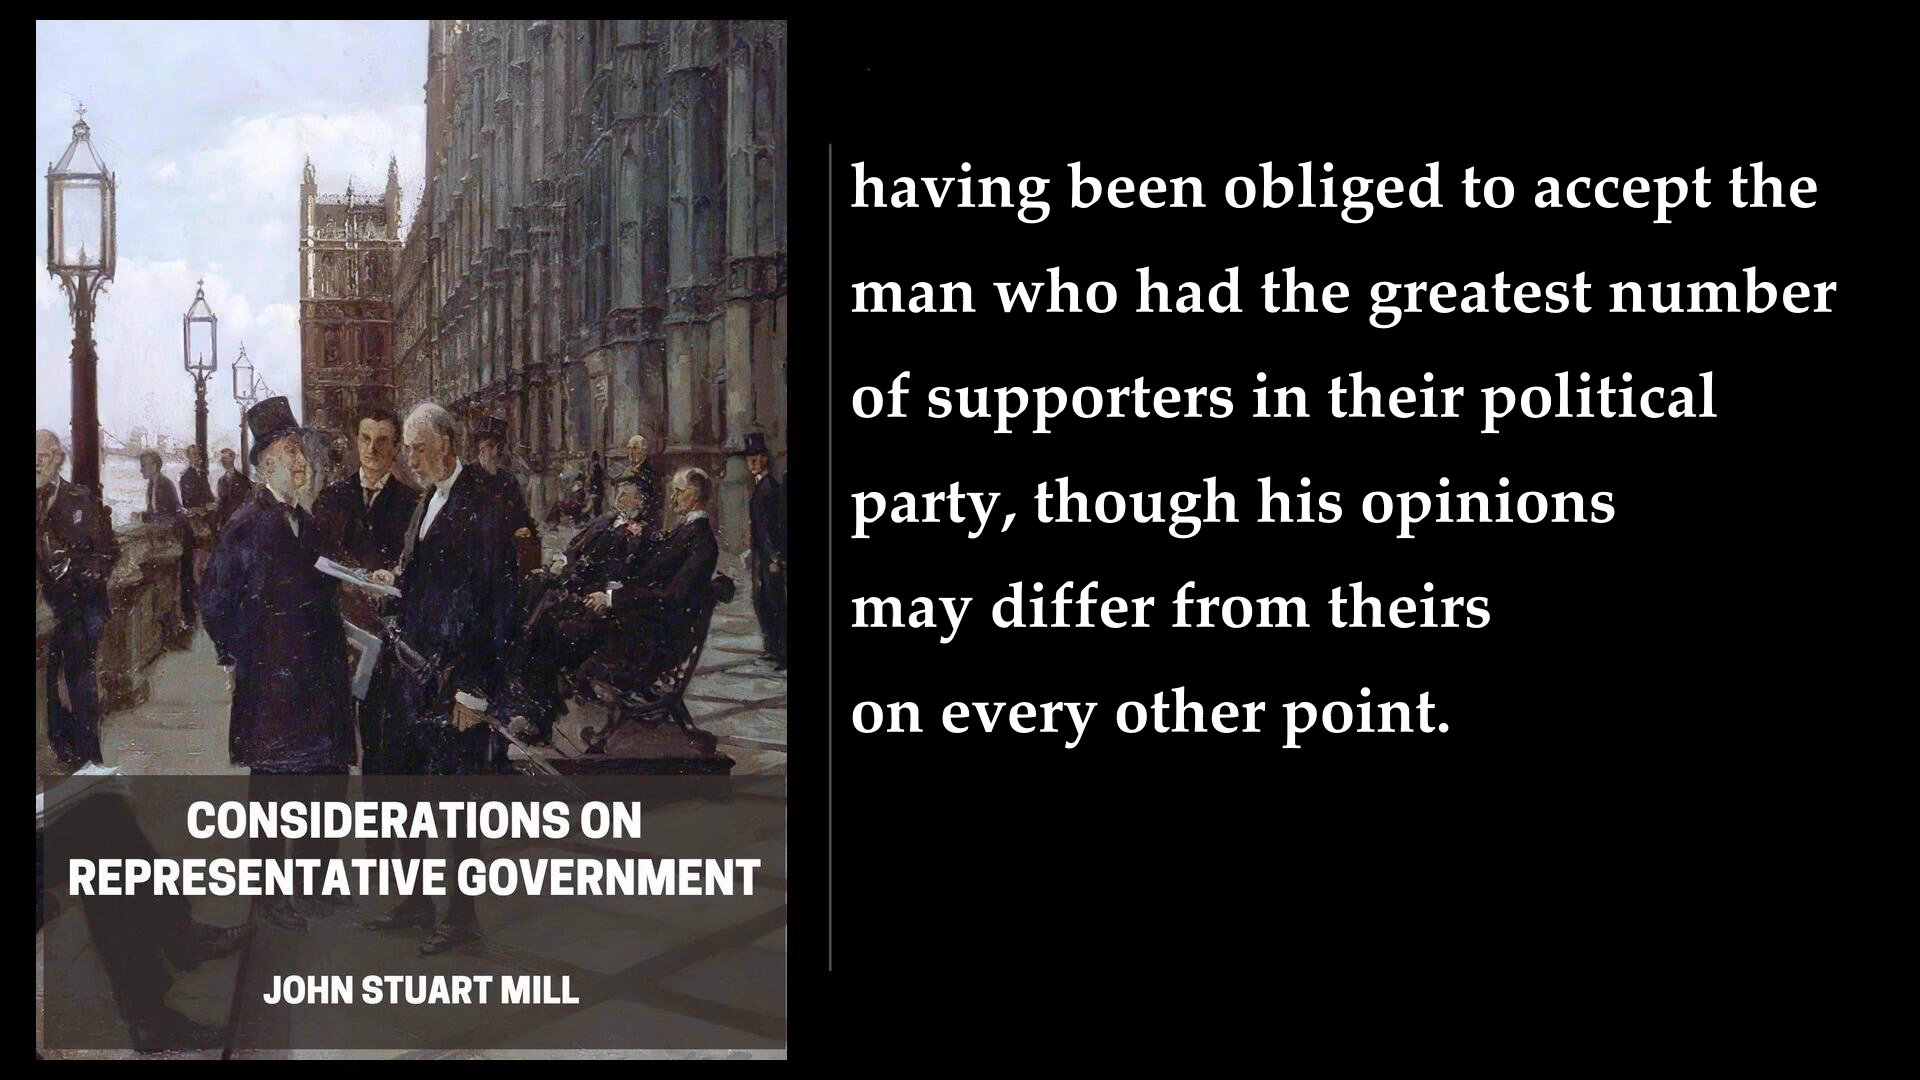 having been obliged to accept the
man who had the greatest number
of supporters in their political
party, though his opinions
may differ from theirs
on every other point.
CONSIDERATIONS ON
REPRESENTATIVE GOVERNMENT
JOHN STUART MILL